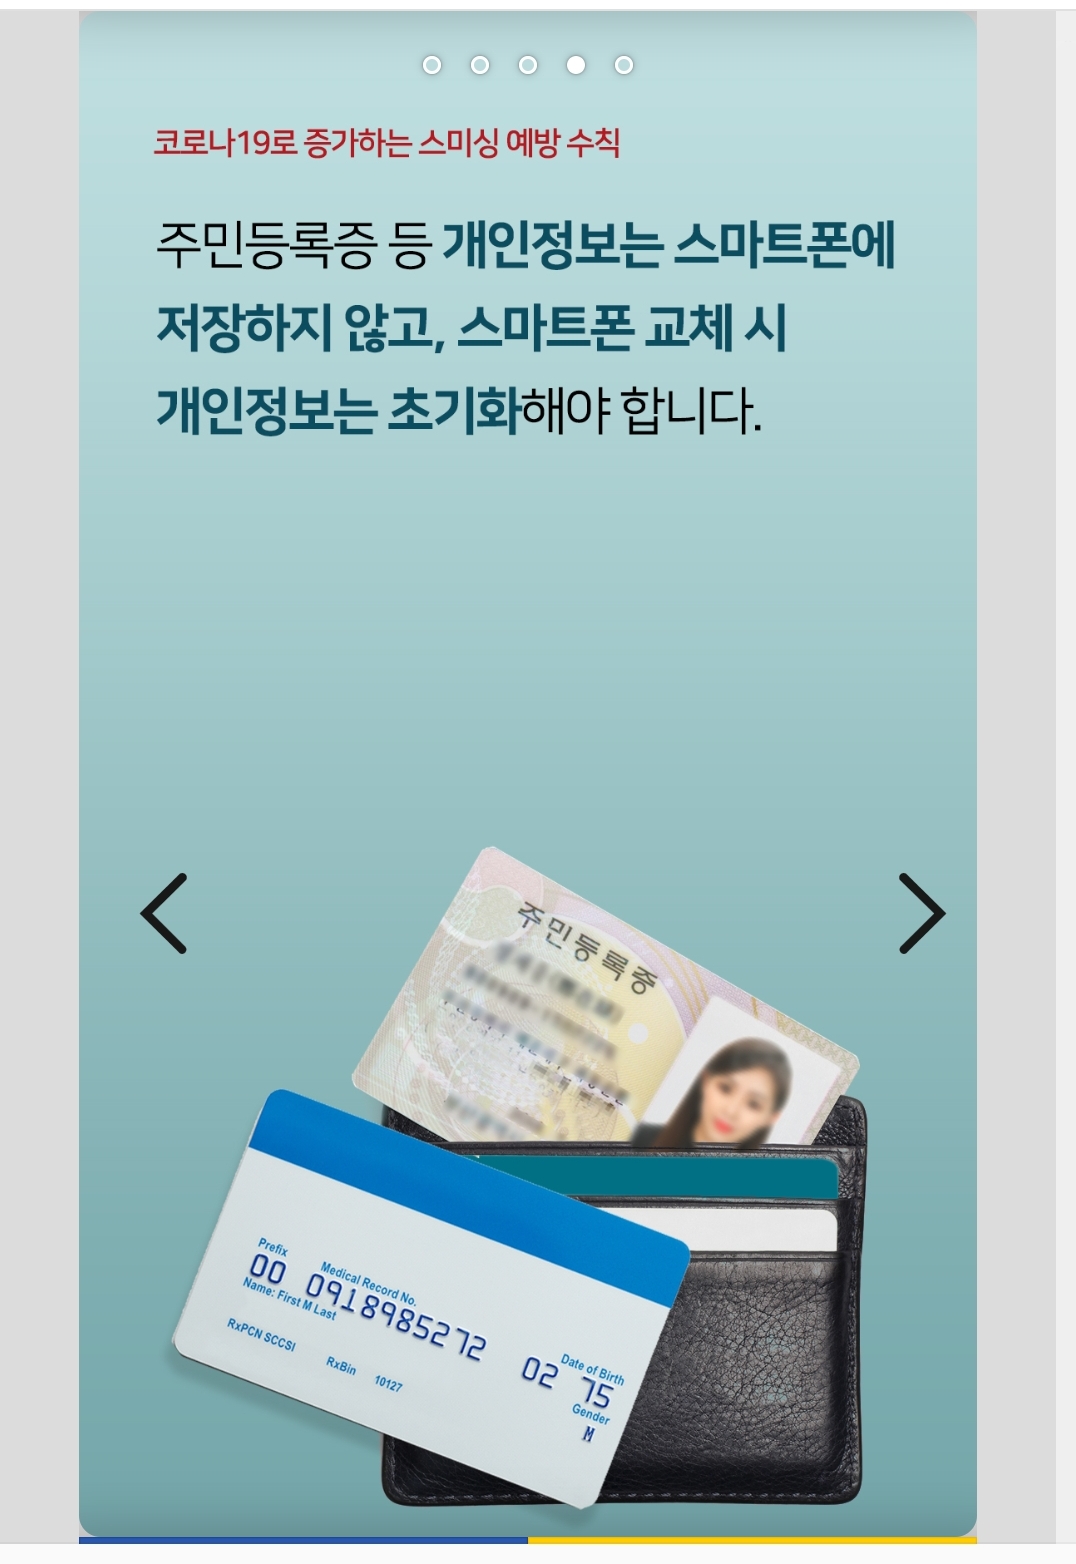 코로나19로 증가하는 스미싱 예방 수칙
주민등록증 등 개인정보는 스마트폰에
저장하지 않고, 스마트폰 교체 시
개인정보는 초기화해야 합니다.
주민등록증
Prefix
Medical Record No.
00 0918985272
Name: First M Last
RxPCN SCCSI
RxBin 10127
Date of Birth
02 75
Gender
M